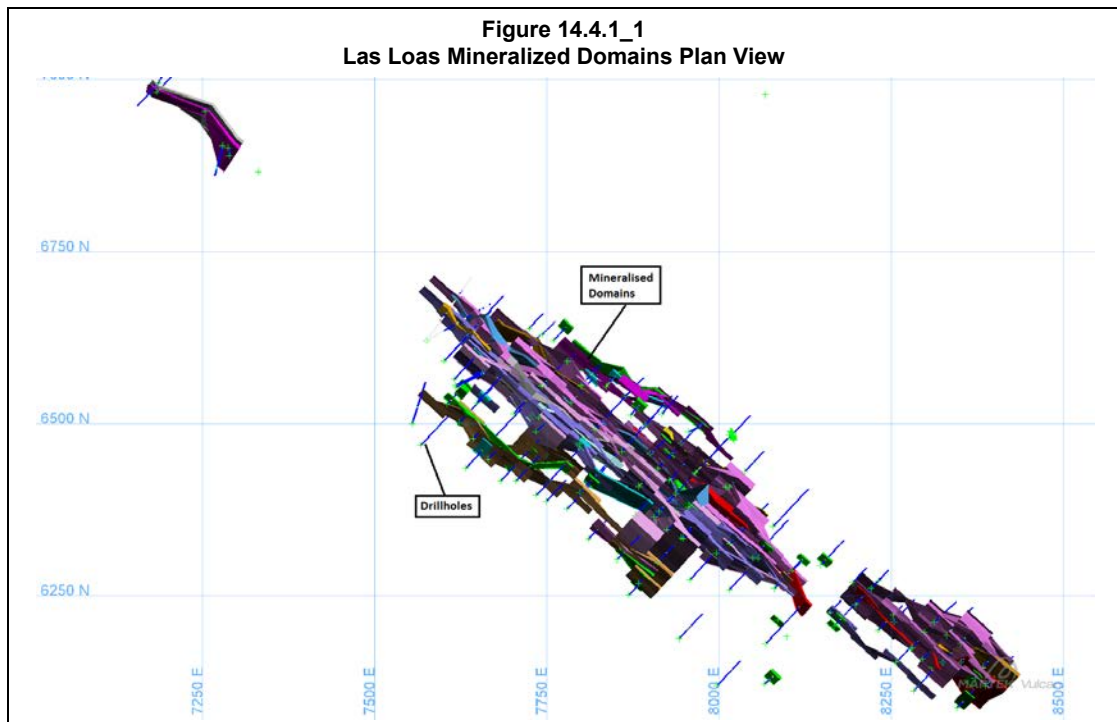 Figure 14.4.1_1
Las Loas Mineralized Domains Plan View
6750 N
Mineralised
Domains
6500 N
Drillholes
6250 N
7250 E
7500 E
7750 E
8000 E
8250 E
8500 E
Vulcan